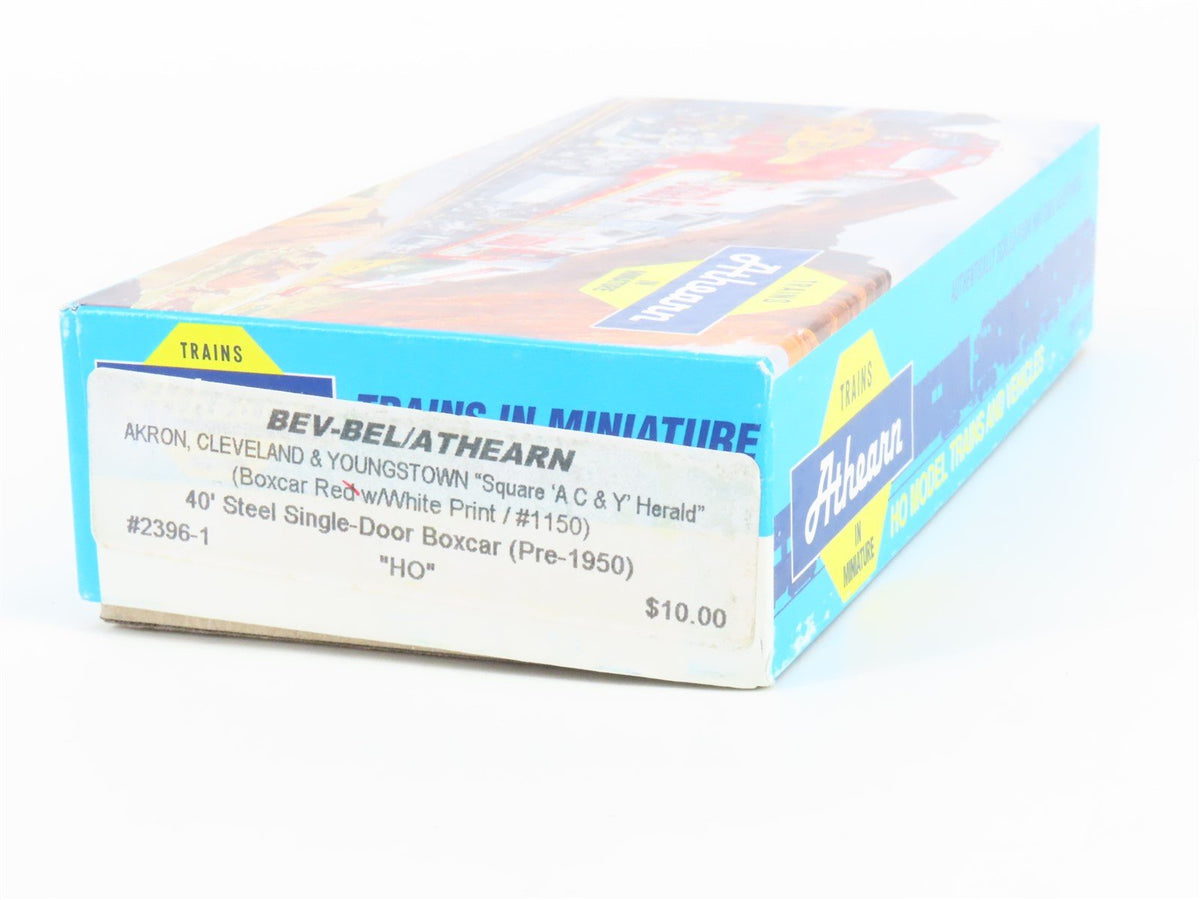 TRAINS
TRAINS IN MINIATURE
BEV-BEL/ATHEARN
AKRON, CLEVELAND & YOUNGSTOWN "Square 'A C & Y' Herald"
(Boxcar Red w/White Print / #1150)
40' Steel Single-Door Boxcar (Pre-1950)
#2396-1
"HO"
$10.00
TRAINS
Athearn
IN
MINIATURE
TRAINS
Athearn
IN
MINIATURE
HO MODEL TRAINS AND VEHICLES